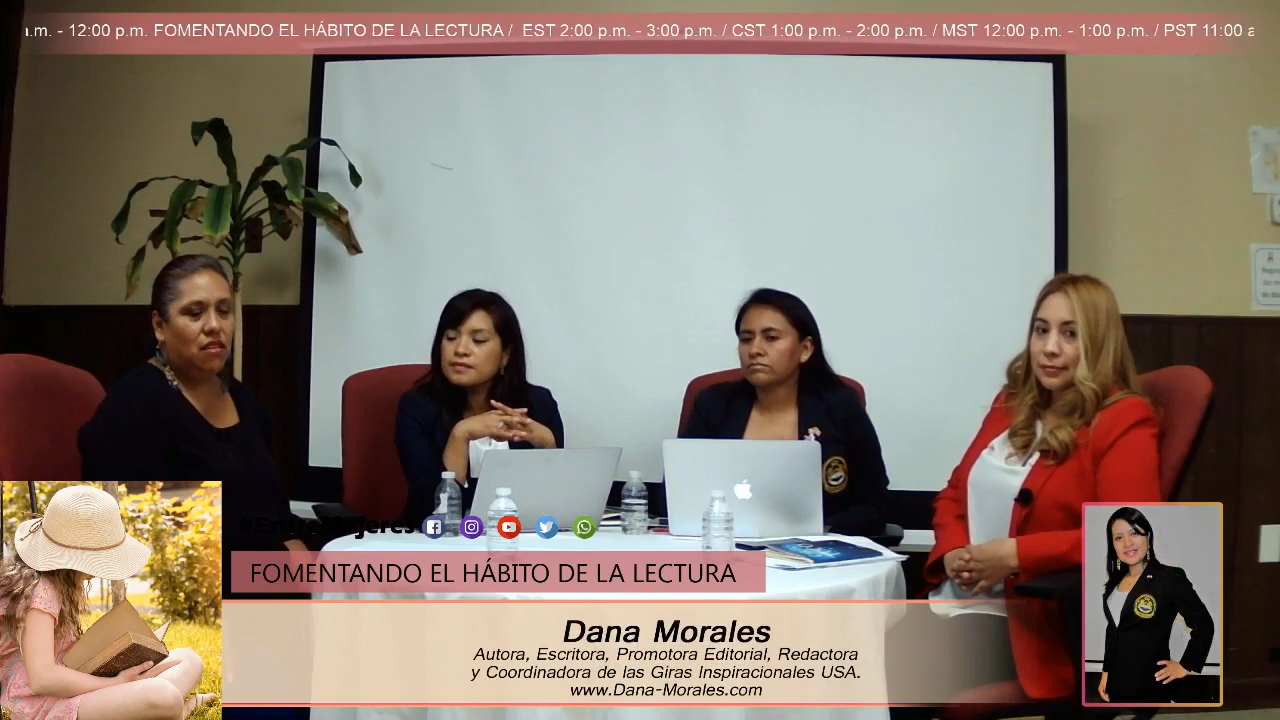 .m. - 12:00 p.m. FOMENTANDO EL HÁBITO DE LA LECTURA / EST 2:00 p.m. - 3:00 p.m. / CST 1:00 p.m. - 2:00 p.m. / MST 12:00 p.m. - 1:00 p.m. / PST 11:00 a
FOMENTANDO EL HÁBITO DE LA LECTURA
Dana Morales
Autora, Escritora, Promotora Editorial, Redactora
y Coordinadora de las Giras Inspiracionales USA.
www.Dana-Morales.com